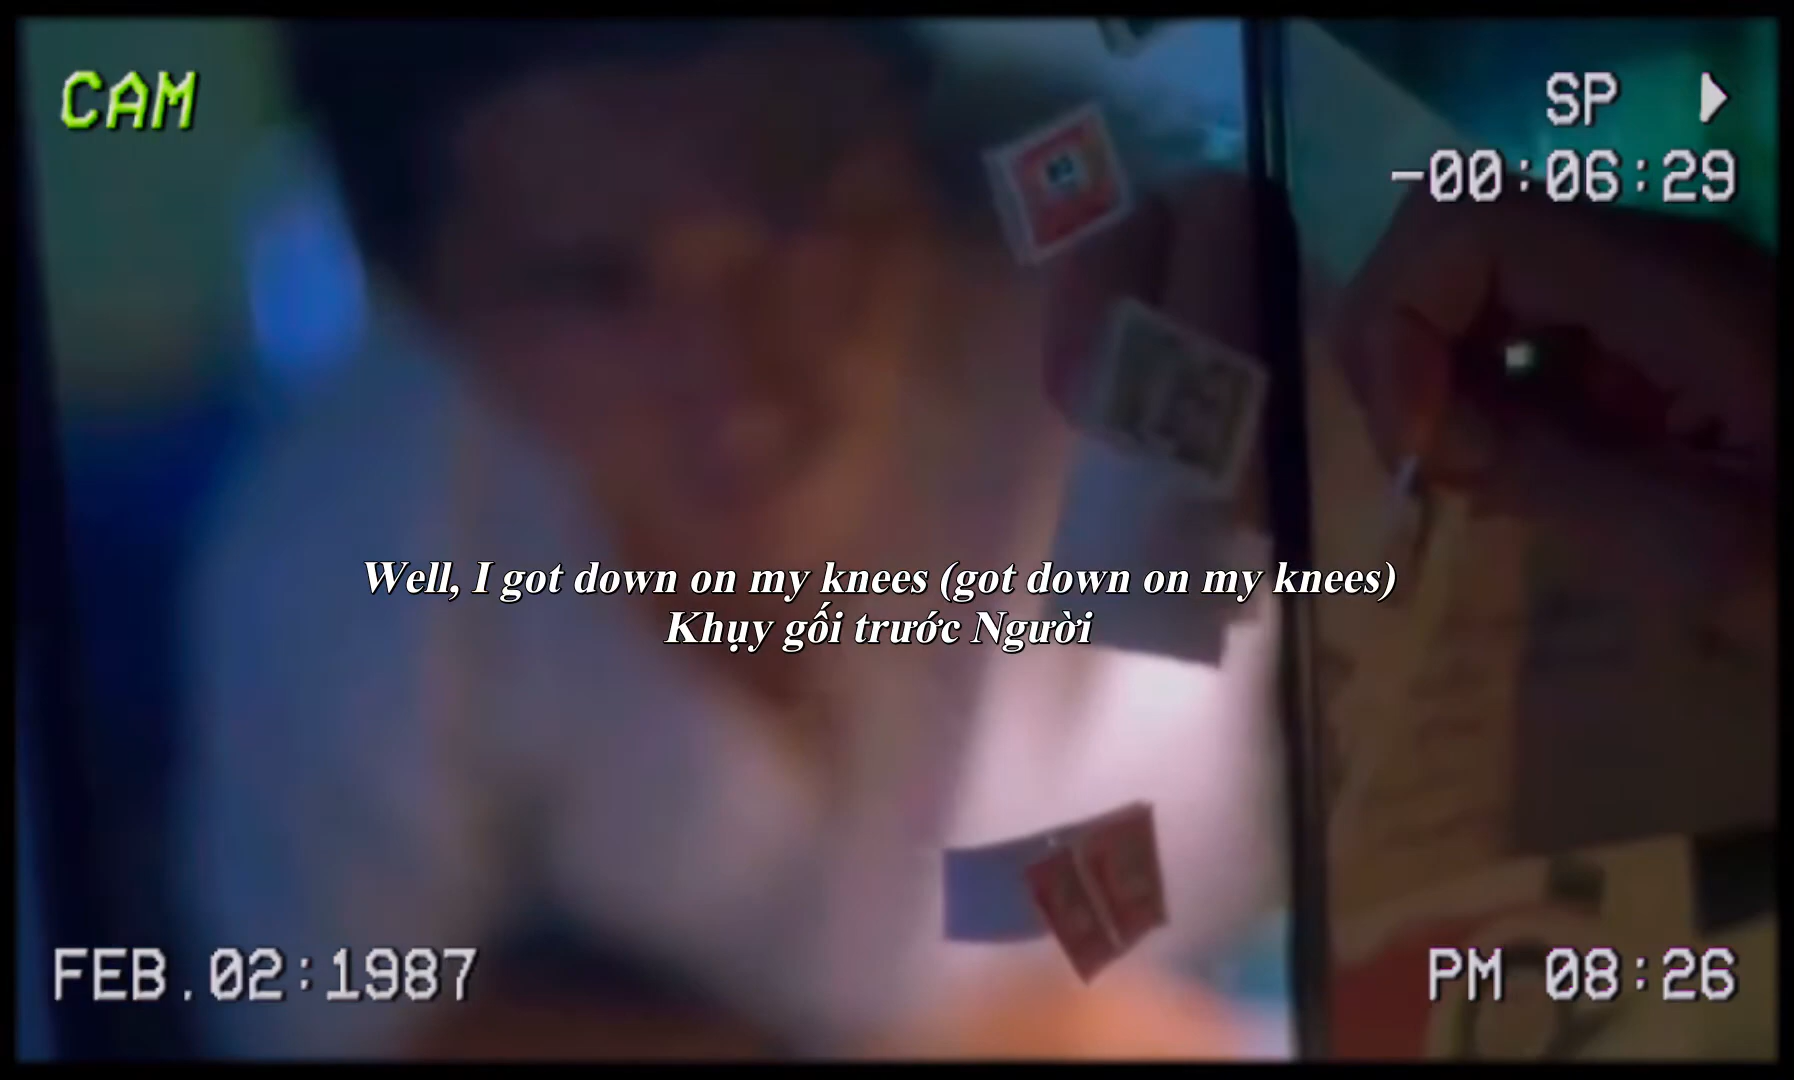 CAM
SP
-00:06:29
Well, I got down on my knees (got down on my knees)
Khụy gối trước Người
FEB.02:1987
PM 08:26